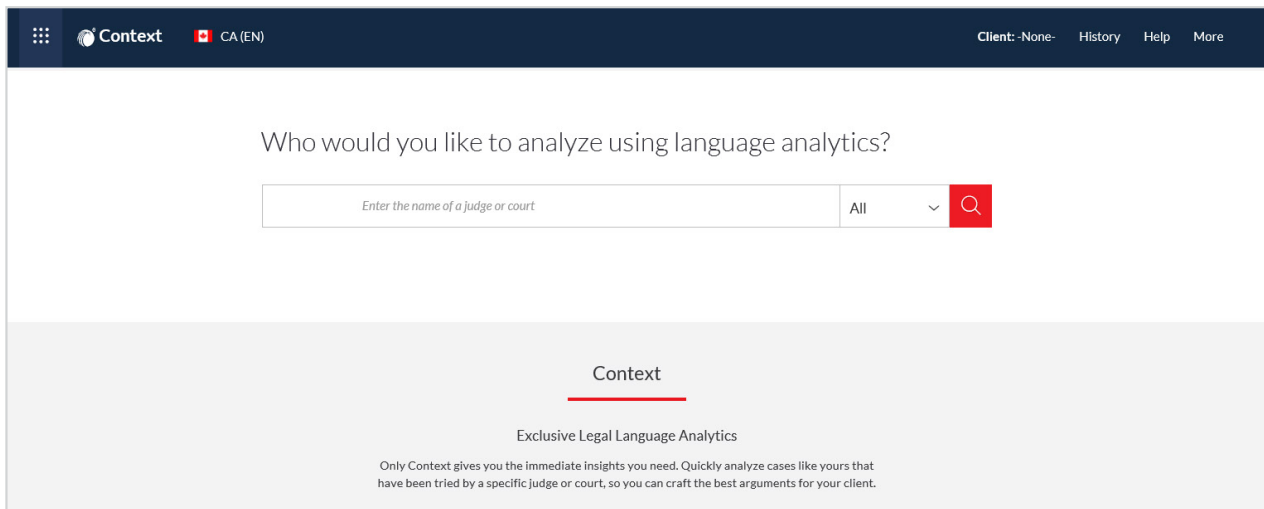 Context CA (EN) Client: -None- History Help More
Who would you like to analyze using language analytics?
Enter the name of a judge or court All
Context
Exclusive Legal Language Analytics
Only Context gives you the immediate insights you need. Quickly analyze cases like yours that
have been tried by a specific judge or court, so you can craft the best arguments for your client.